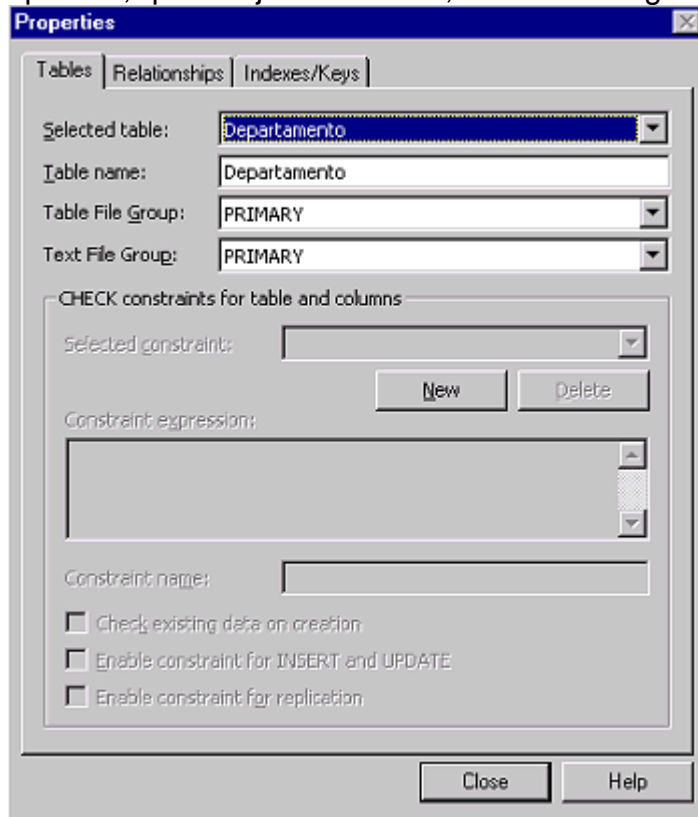 Properties
Tables Relationships Indexes/Keys
Selected table: Departamento
Table name: Departamento
Table File Group: PRIMARY
Text File Group: PRIMARY
CHECK constraints for table and columns
Selected constraint:
New Delete
Constraint expression:
Constraint name:
Check existing data on creation
Enable constraint for INSERT and UPDATE
Enable constraint for replication
Close Help